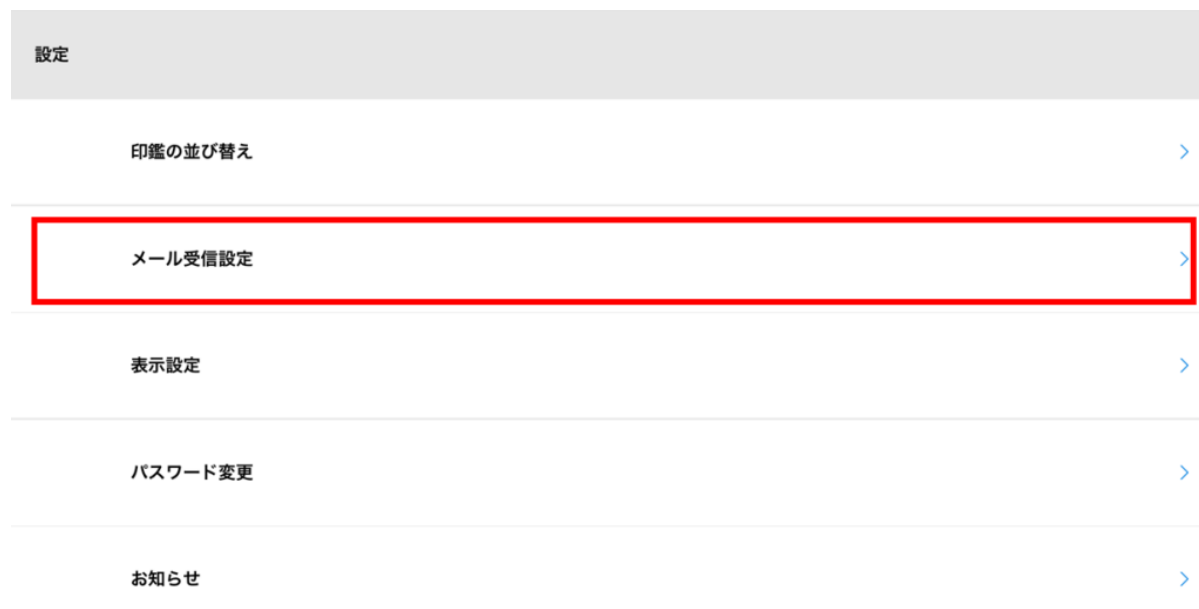 設定
印鑑の並び替え
メール受信設定
表示設定
パスワード変更
お知らせ